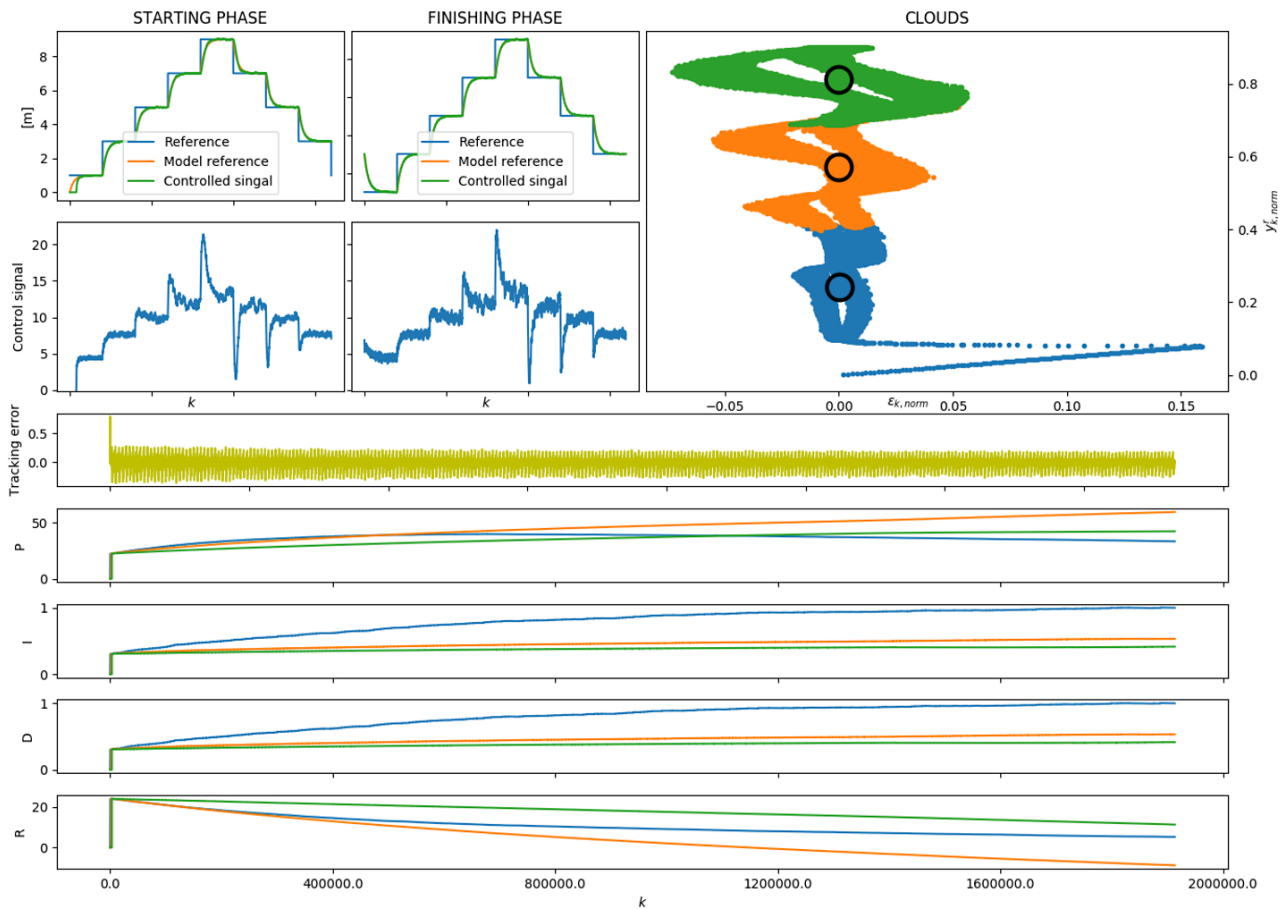 STARTING PHASE
FINISHING PHASE
CLOUDS
8
6
4
2
0
[m]
Reference
Model reference
Controlled singal
Reference
Model reference
Controlled singal
20
15
10
5
0
Control signal
k
k
0.8
0.6
0.4
0.2
0.0
y^r_{k,norm}
−0.05
0.00
ε_{k,norm}
0.05
0.10
0.15
0.5
0.0
Tracking error
50
0
P
1
0
I
1
0
D
20
0
R
0.0
400000.0
800000.0
1200000.0
1600000.0
2000000.0
k